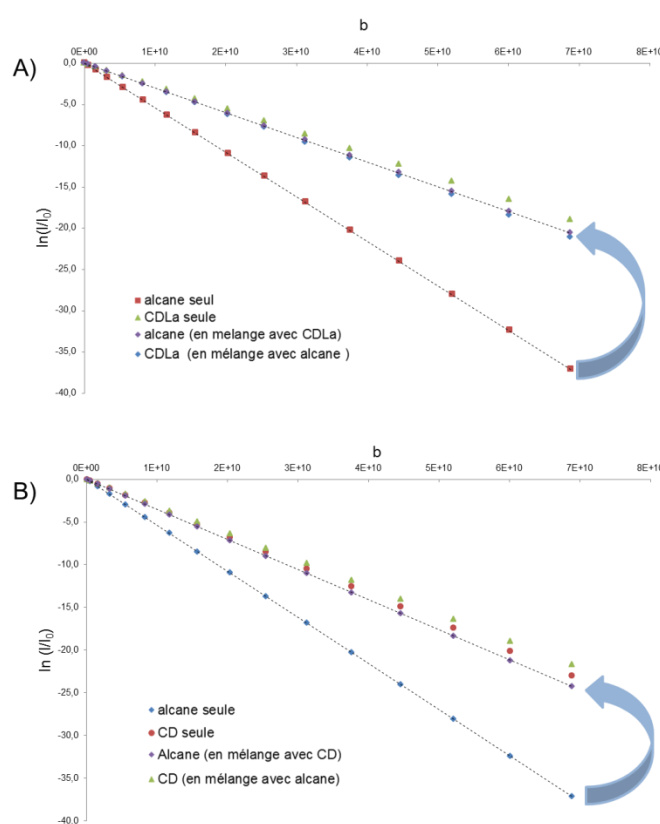 b
A)
0E+00 1E+10 2E+10 3E+10 4E+10 5E+10 6E+10 7E+10 8E+10
0,0
-5,0
-10,0
-15,0
-20,0
-25,0
-30,0
-35,0
-40,0
ln(I/I0)
alcane seul
CDLa seule
alcane (en melange avec CDLa)
CDLa (en mélange avec alcane )
b
B)
0E+00 1E+10 2E+10 3E+10 4E+10 5E+10 6E+10 7E+10 8E+10
0,0
-5,0
-10,0
-15,0
-20,0
-25,0
-30,0
-35,0
-40,0
ln (I/I0)
alcane seule
CD seule
Alcane (en mélange avec CD)
CD (en mélange avec alcane)